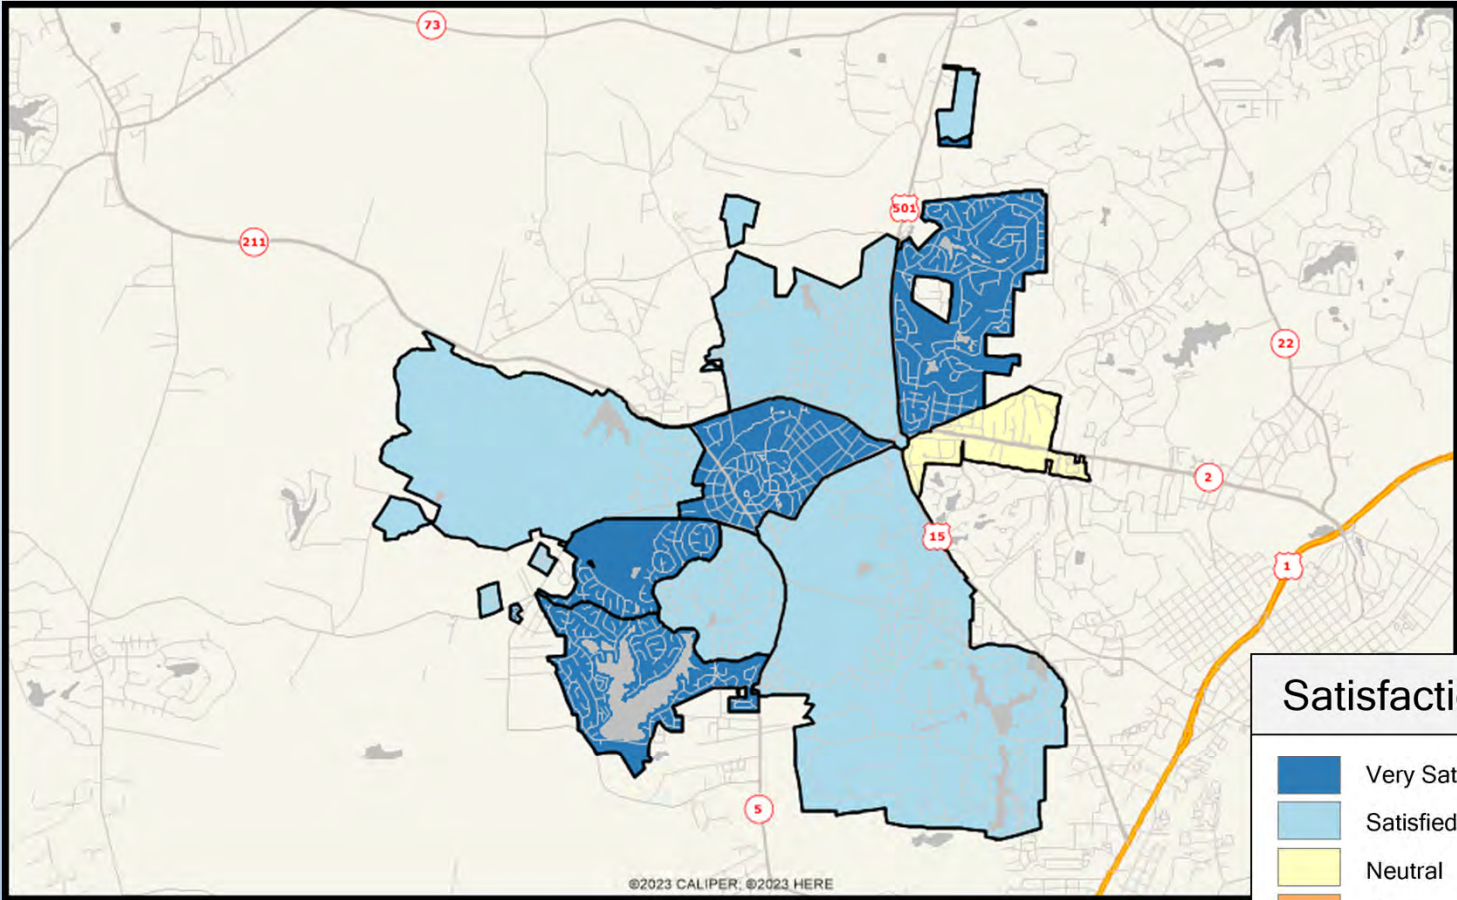 73
501
211
22
2
15
1
Satisfacti
Very Sat
Satisfied
Neutral
5
©2023 CALIPER; ©2023 HERE